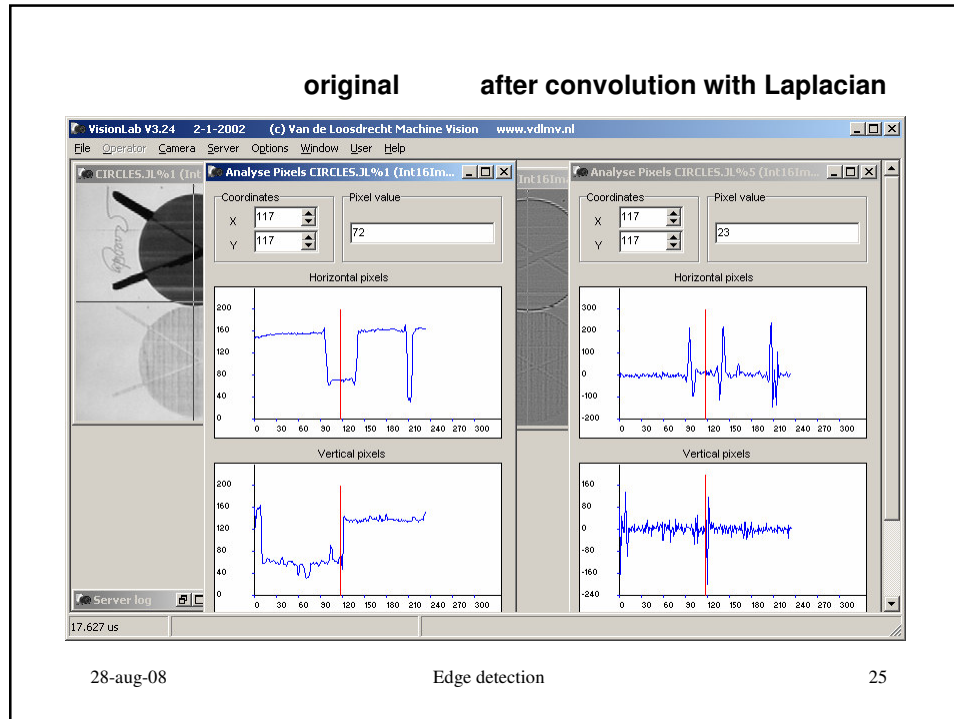 original after convolution with Laplacian
VisionLab V3.24 2-1-2002 (c) Van de Loosdrecht Machine Vision www.vdlmv.nl
File Operator Camera Server Options Window User Help
CIRCLES.JL%1 (Int
Analyse Pixels CIRCLES.JL%1 (Int16Im...
Int16Ima
Analyse Pixels CIRCLES.JL%5 (Int16Im...
Coordinates Pixel value
X 117 72
Y 117
Horizontal pixels
200
160
120
80
40
0
0 30 60 90 120 150 180 210 240 270 300
Vertical pixels
200
160
120
80
40
0
0 30 60 90 120 150 180 210 240 270 300
Coordinates Pixel value
X 117 23
Y 117
Horizontal pixels
300
200
100
0
-100
-200
0 30 60 90 120 150 180 210 240 270 300
Vertical pixels
160
80
0
-80
-160
-240
0 30 60 90 120 150 180 210 240 270 300
Server log
17.627 us
28-aug-08 Edge detection 25